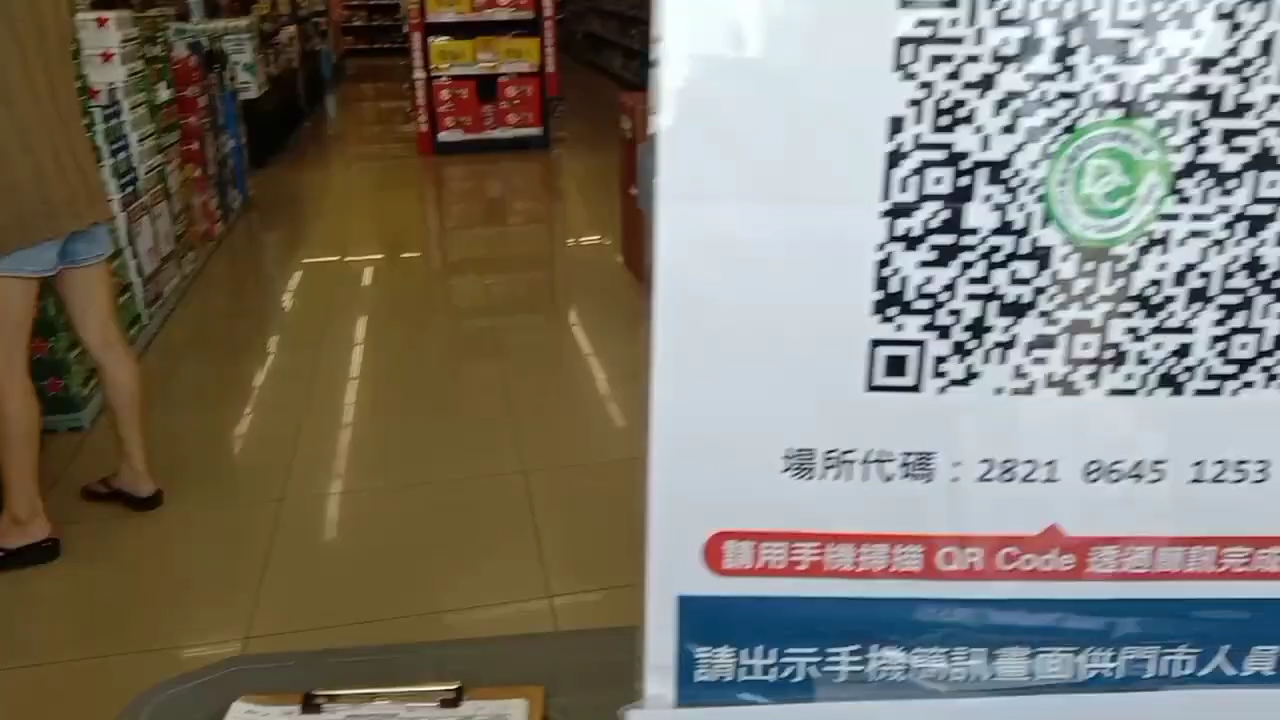 場所代碼：2821 0645 1253
請用手機掃描 QR Code 透過簡訊完成
請出示手機簡訊畫面供門市人員